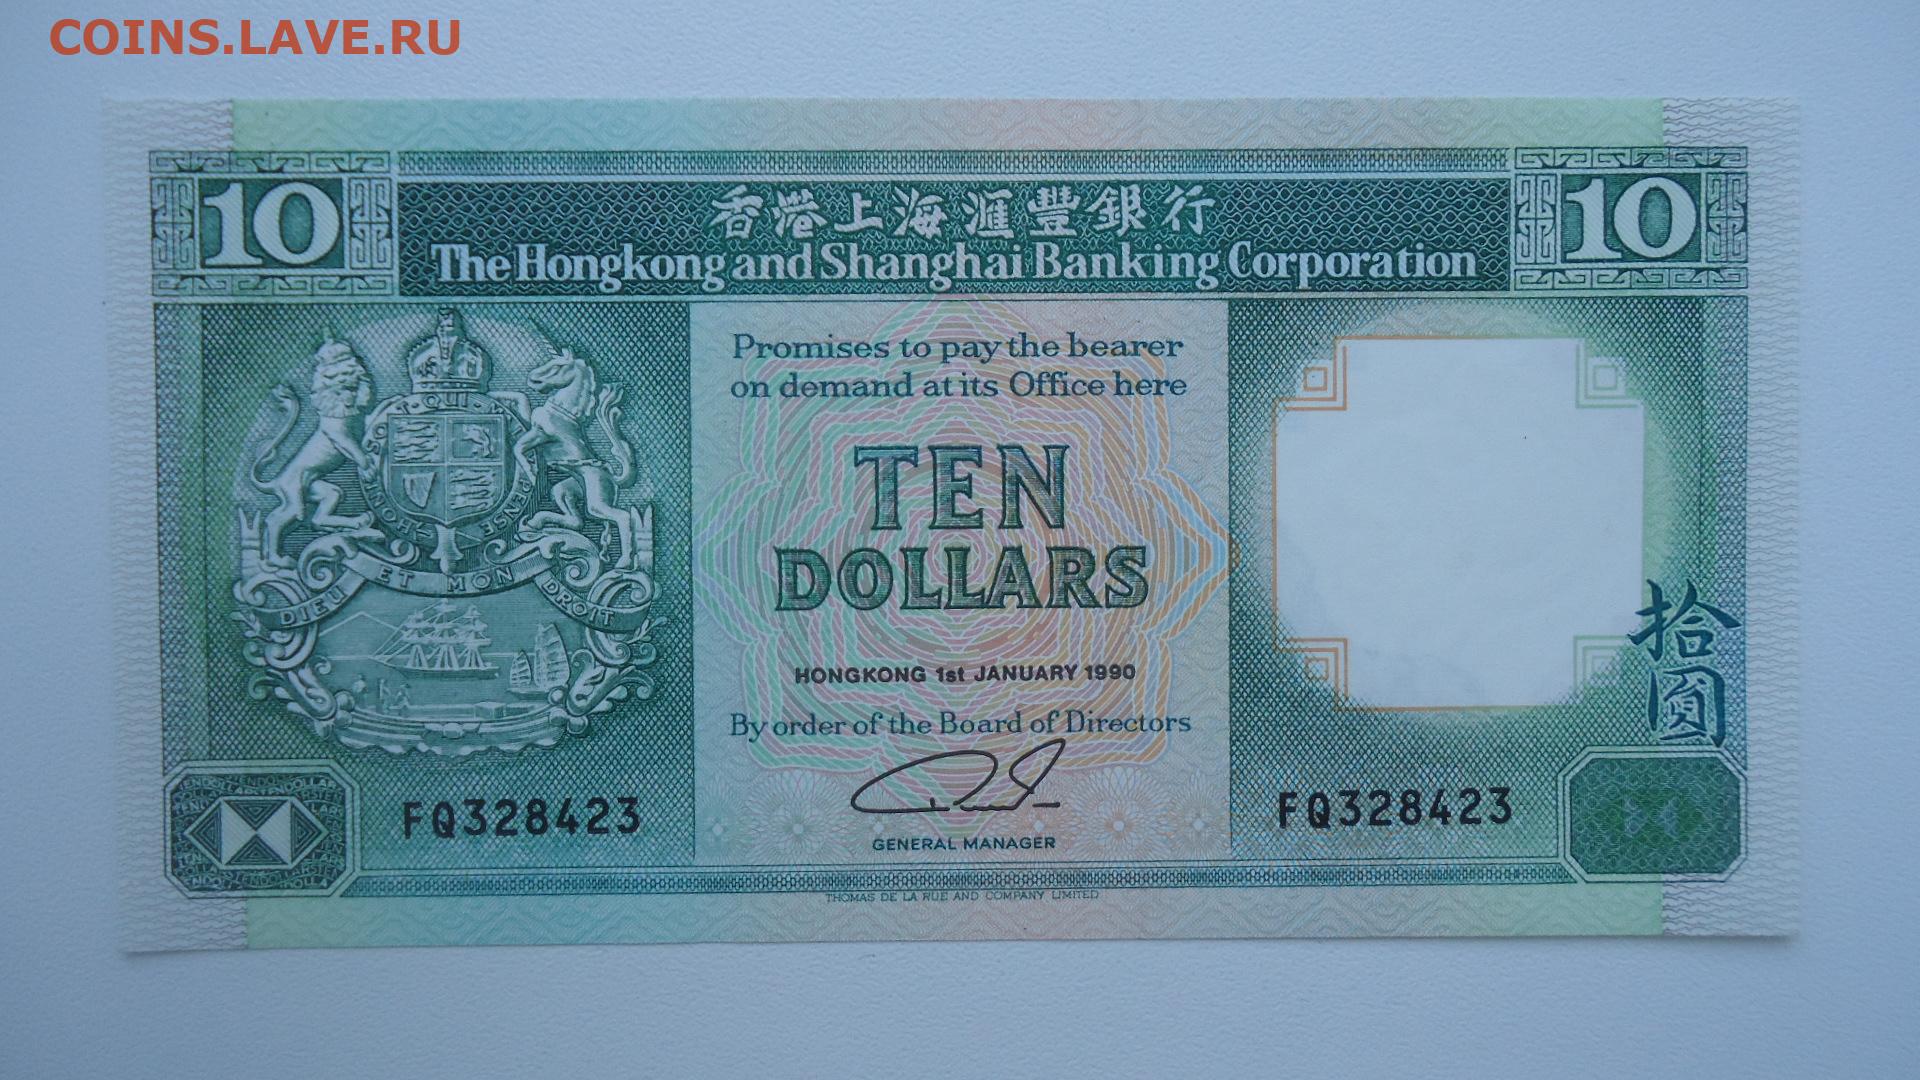 COINS.LAVE.RU
10 香港上海滙豐銀行 10
The Hongkong and Shanghai Banking Corporation
Promises to pay the bearer
on demand at its Office here
TEN
DOLLARS
HONGKONG 1st JANUARY 1990
By order of the Board of Directors
GENERAL MANAGER
FQ328423 FQ328423
拾圓
DIEU ET MON DROIT
THOMAS DE LA RUE AND COMPANY LIMITED